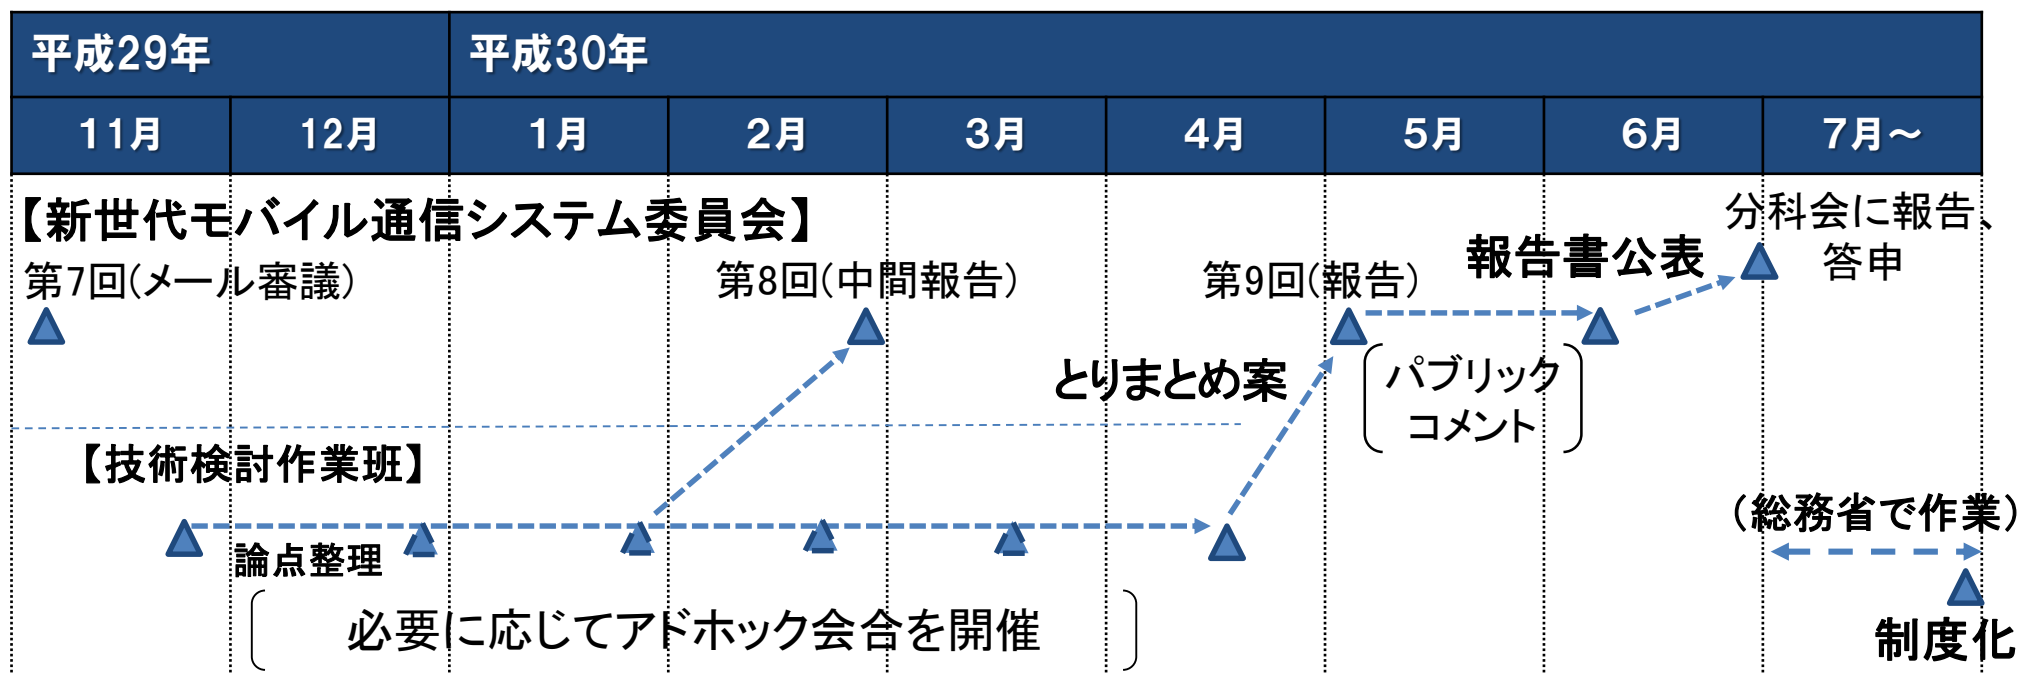 平成29年
平成30年
11月
12月
1月
2月
3月
4月
5月
6月
7月～
【新世代モバイル通信システム委員会】
第7回(メール審議)
第8回(中間報告)
第9回(報告)
報告書公表
分科会に報告、
答申
とりまとめ案
パブリック
コメント
【技術検討作業班】
論点整理
必要に応じてアドホック会合を開催
(総務省で作業)
制度化